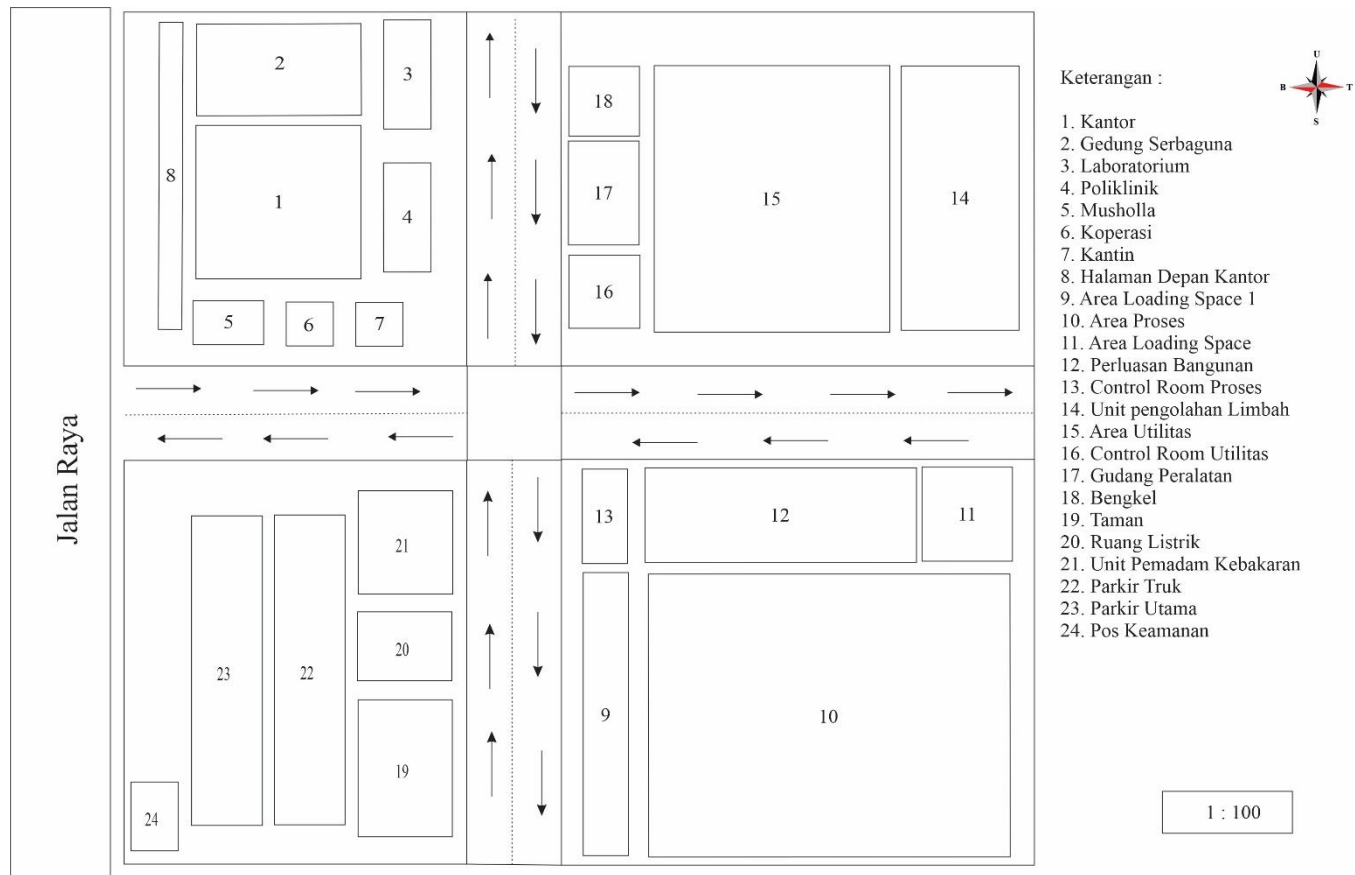 Jalan Raya
2
3
8
1
4
5
6
7
18
17
15
14
16
21
20
23
22
19
24
13
12
11
9
10
Keterangan :
1. Kantor
2. Gedung Serbaguna
3. Laboratorium
4. Poliklinik
5. Musholla
6. Koperasi
7. Kantin
8. Halaman Depan Kantor
9. Area Loading Space 1
10. Area Proses
11. Area Loading Space
12. Perluasan Bangunan
13. Control Room Proses
14. Unit pengolahan Limbah
15. Area Utilitas
16. Control Room Utilitas
17. Gudang Peralatan
18. Bengkel
19. Taman
20. Ruang Listrik
21. Unit Pemadam Kebakaran
22. Parkir Truk
23. Parkir Utama
24. Pos Keamanan
U
B T
S
1 : 100